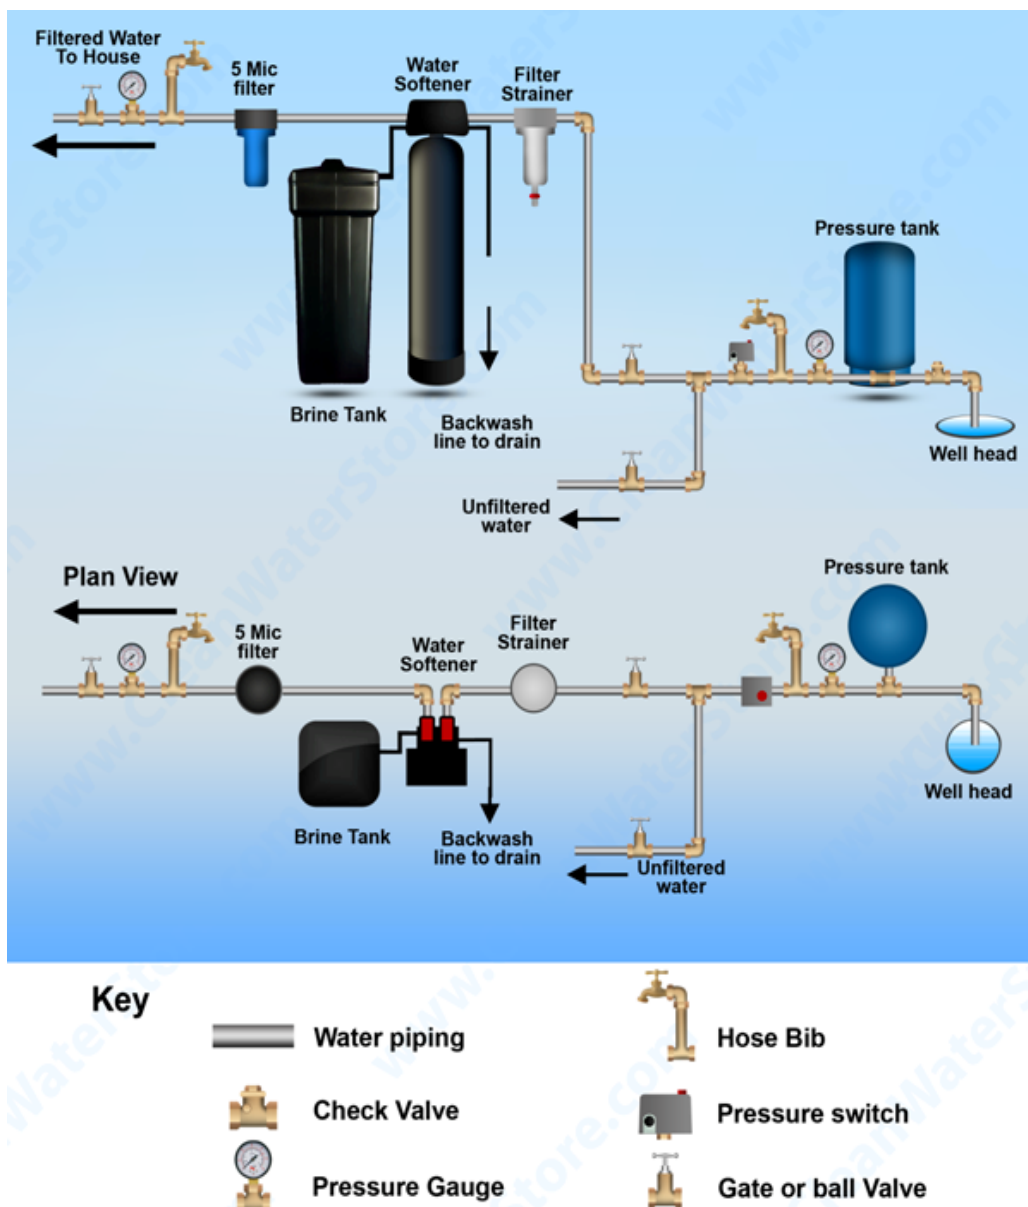 Filtered Water
To House
5 Mic
filter
Water
Softener
Filter
Strainer
Pressure tank
Brine Tank
Backwash
line to drain
Well head
Unfiltered
water
Plan View
Pressure tank
5 Mic
filter
Water
Softener
Filter
Strainer
Well head
Brine Tank
Backwash
line to drain
Unfiltered
water
Key
Water piping
Hose Bib
Check Valve
Pressure switch
Pressure Gauge
Gate or ball Valve
www.CleanWaterStore.com